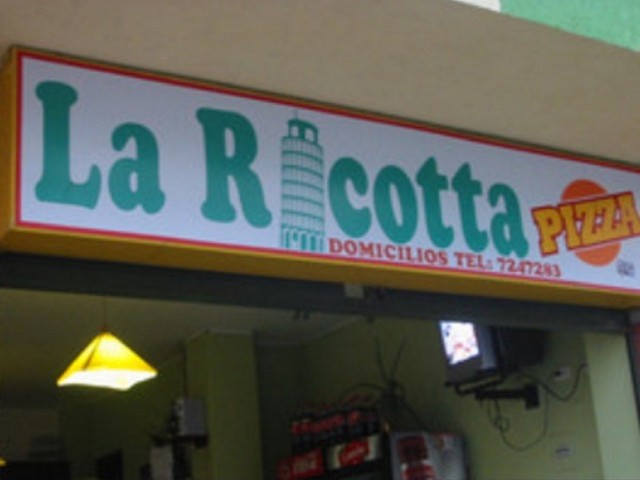 La Ricotta PIZZA
DOMICILIOS TEL: 7247283